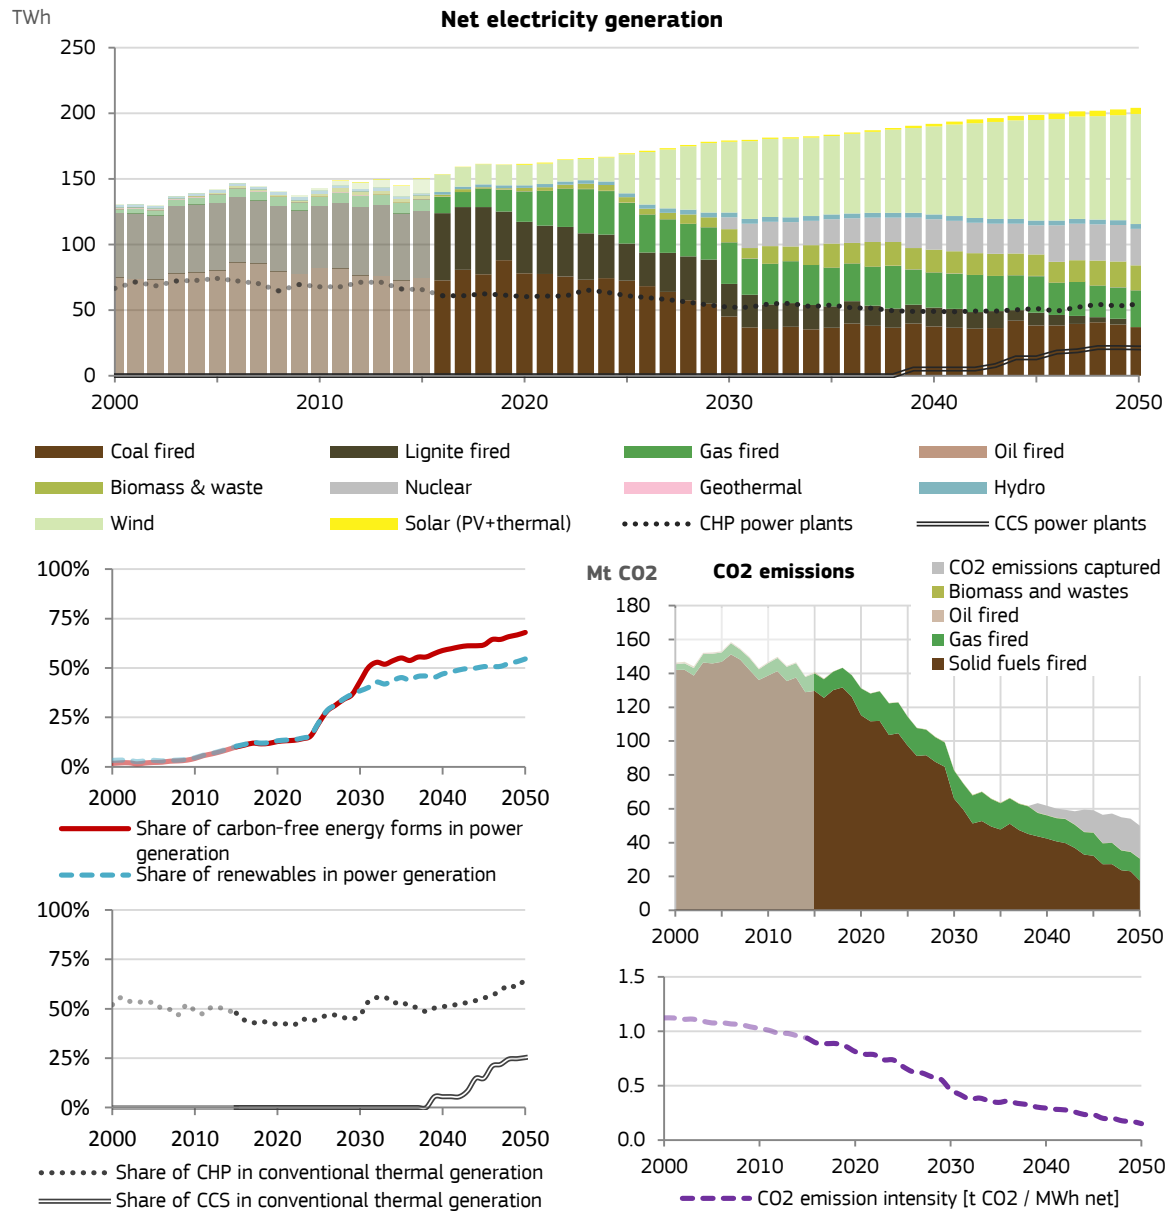 TWh
Net electricity generation
250
200
150
100
50
0
2000 2010 2020 2030 2040 2050
Coal fired Lignite fired Gas fired Oil fired
Biomass & waste Nuclear Geothermal Hydro
Wind Solar (PV+thermal) CHP power plants CCS power plants
100%
75%
50%
25%
0%
2000 2010 2020 2030 2040 2050
Share of carbon-free energy forms in power
generation
Share of renewables in power generation
Mt CO2 CO2 emissions
CO2 emissions captured
Biomass and wastes
Oil fired
Gas fired
Solid fuels fired
180
160
140
120
100
80
60
40
20
0
2000 2010 2020 2030 2040 2050
100%
75%
50%
25%
0%
2000 2010 2020 2030 2040 2050
Share of CHP in conventional thermal generation
Share of CCS in conventional thermal generation
1.5
1.0
0.5
0.0
2000 2010 2020 2030 2040 2050
CO2 emission intensity [t CO2 / MWh net]